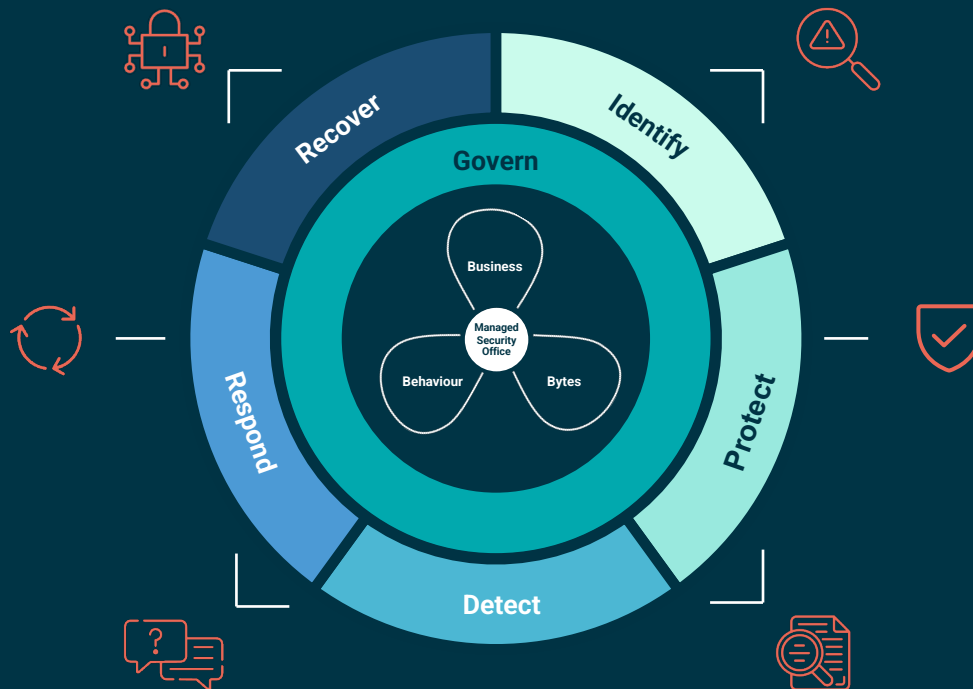 Recover
Identify
Govern
Business
Managed
Security
Office
Behaviour
Bytes
Respond
Protect
Detect
?